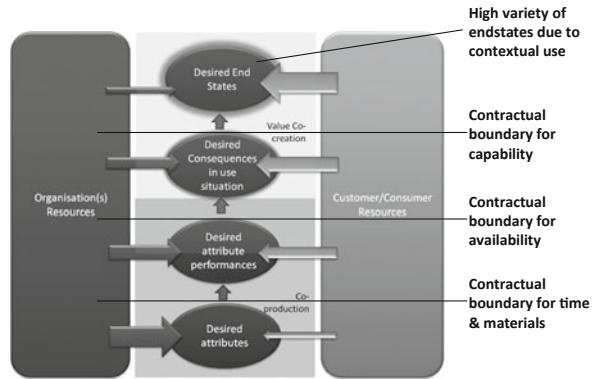 High variety of
endstates due to
contextual use
Desired End
States
Value Co-
creation
Contractual
boundary for
capability
Desired
Consequences
in use
situation
Organisation(s)
Resources
Customer/Consumer
Resources
Contractual
boundary for
availability
Desired
attribute
performances
Contractual
boundary for time
& materials
Co-
production
Desired
attributes